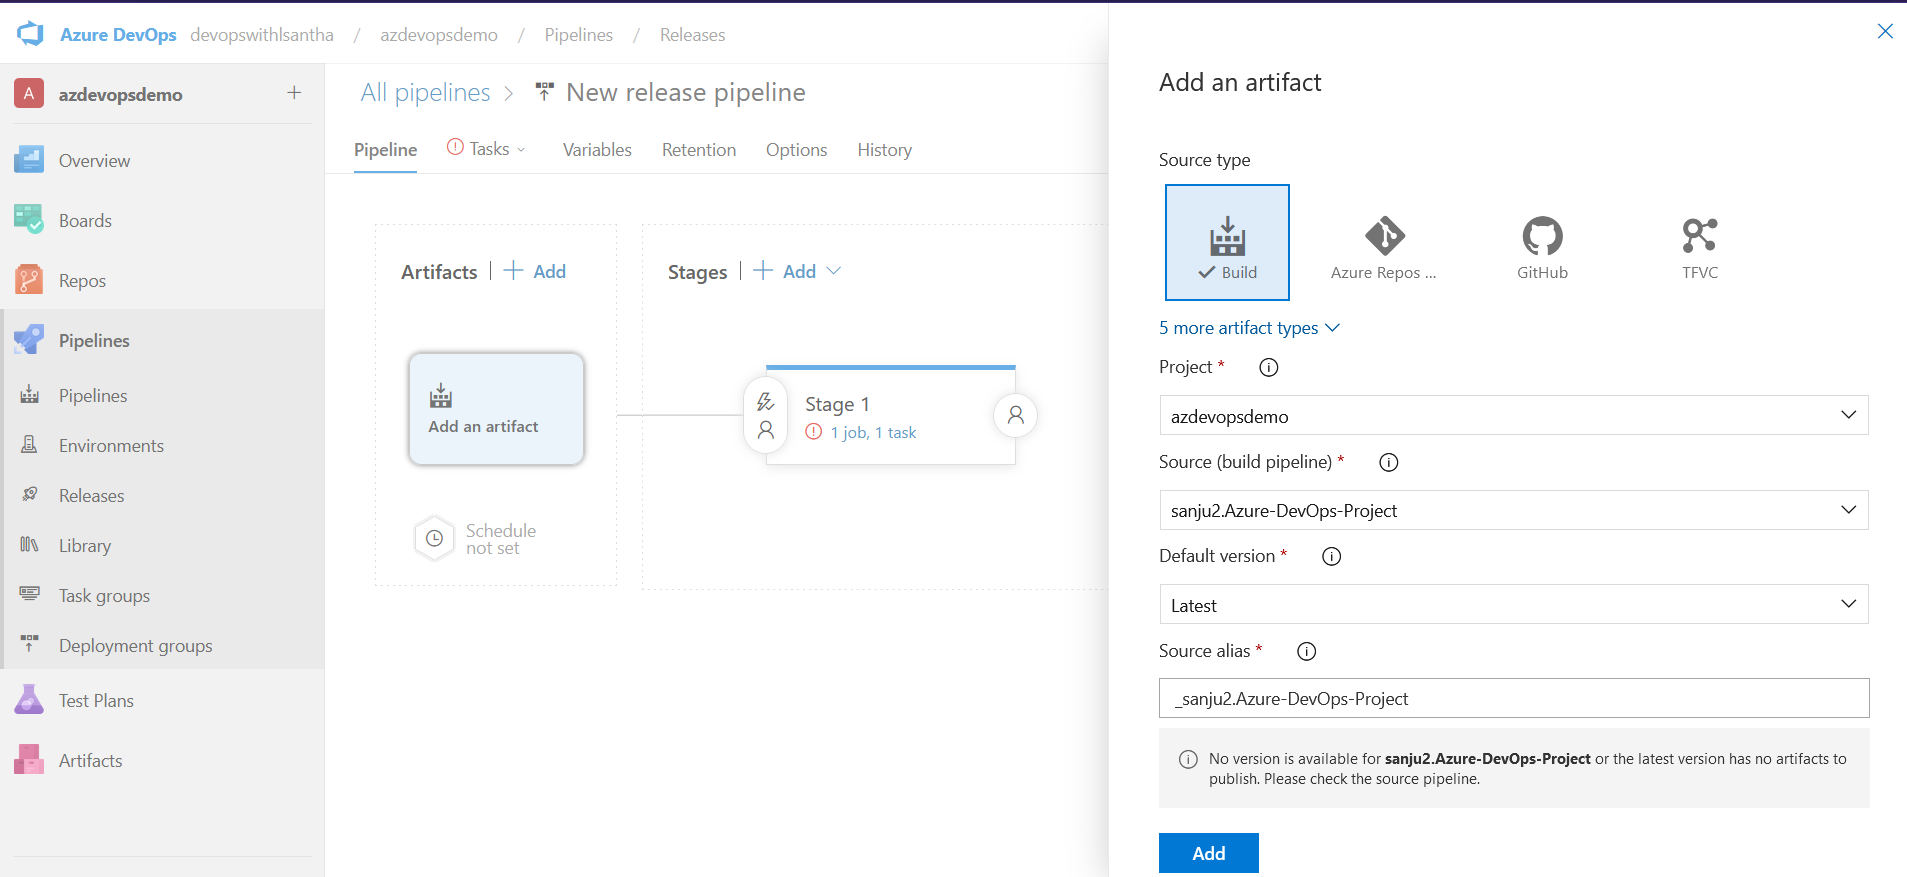 Azure DevOps devopswithlsantha / azdevopsdemo / Pipelines / Releases
A azdevopsdemo
Overview
Boards
Repos
Pipelines
Pipelines
Environments
Releases
Library
Task groups
Deployment groups
Test Plans
Artifacts
All pipelines > New release pipeline
Pipeline Tasks Variables Retention Options History
Artifacts | + Add
Add an artifact
Schedule
not set
Stages | + Add
Stage 1
1 job, 1 task
Add an artifact
Source type
Build
Azure Repos ...
GitHub
TFVC
5 more artifact types
Project *
azdevopsdemo
Source (build pipeline) *
sanju2.Azure-DevOps-Project
Default version *
Latest
Source alias *
_sanju2.Azure-DevOps-Project
No version is available for sanju2.Azure-DevOps-Project or the latest version has no artifacts to
publish. Please check the source pipeline.
Add